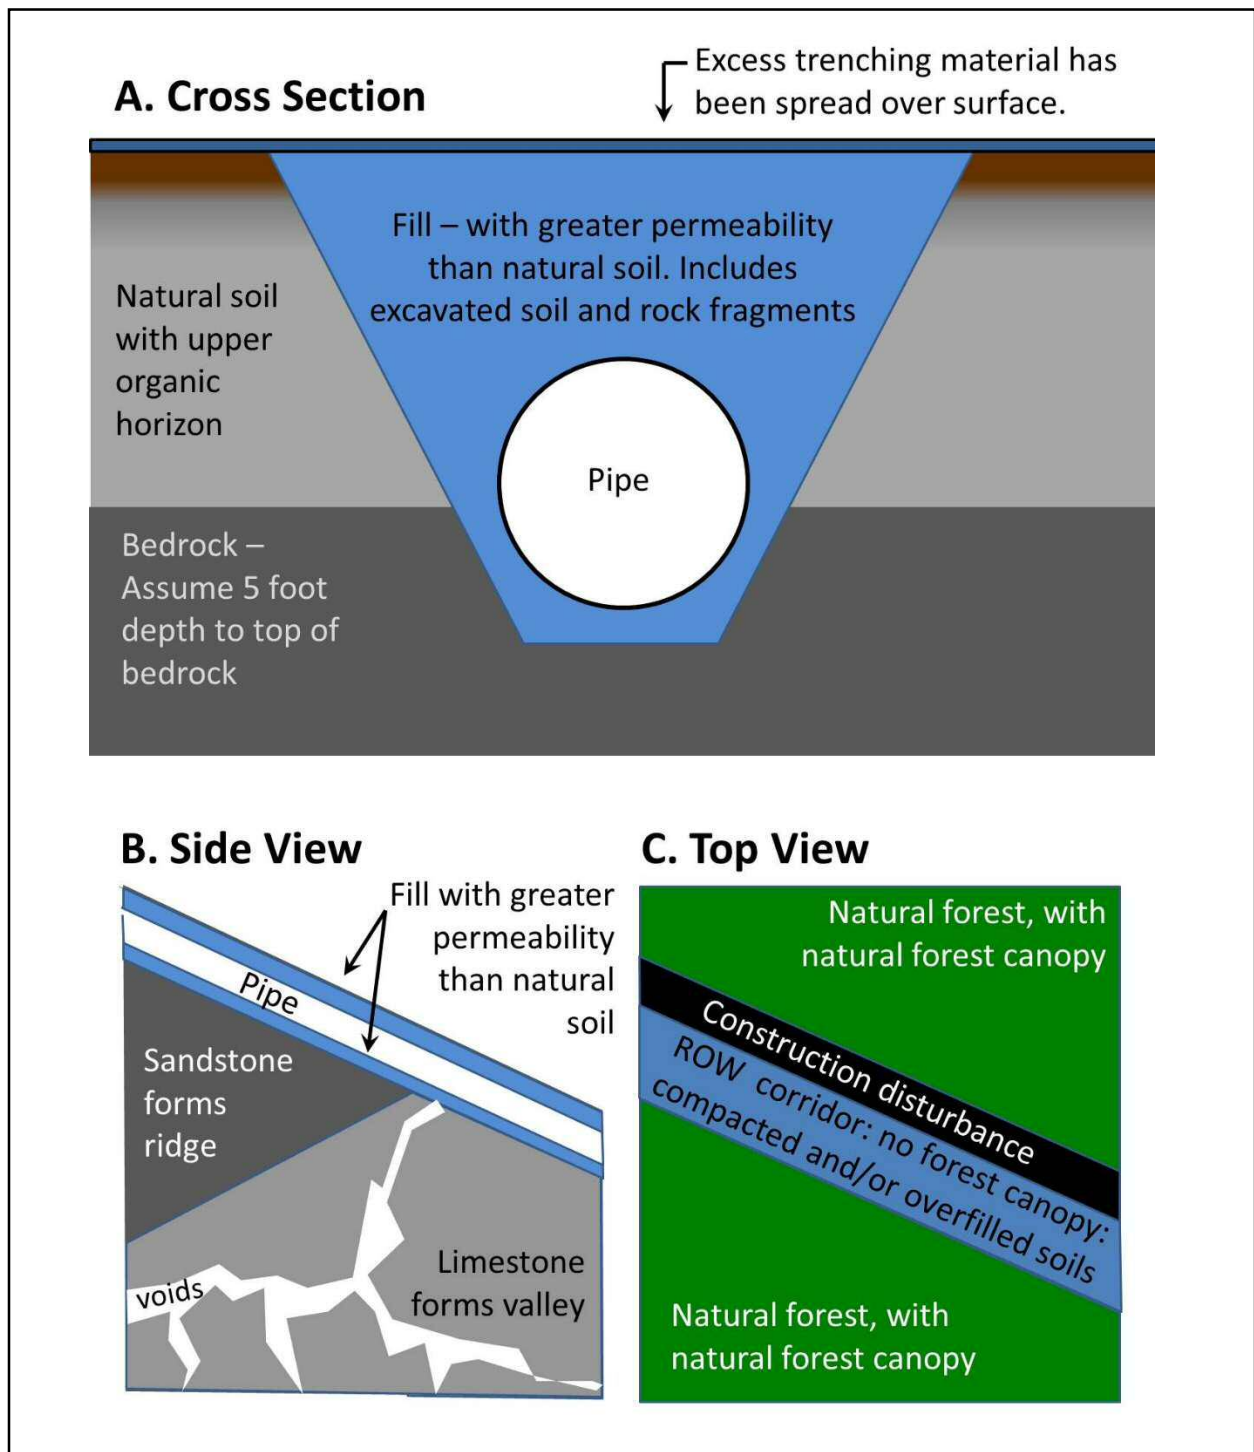 A. Cross Section
Excess trenching material has
been spread over surface.
Fill – with greater permeability
than natural soil. Includes
excavated soil and rock fragments
Natural soil
with upper
organic
horizon
Pipe
Bedrock –
Assume 5 foot
depth to top of
bedrock
B. Side View
Fill with greater
permeability
than natural
soil
Pipe
Sandstone
forms
ridge
voids
Limestone
forms valley
C. Top View
Natural forest, with
natural forest canopy
Construction disturbance
ROW corridor: no forest canopy:
compacted and/or overfilled soils
Natural forest, with
natural forest canopy